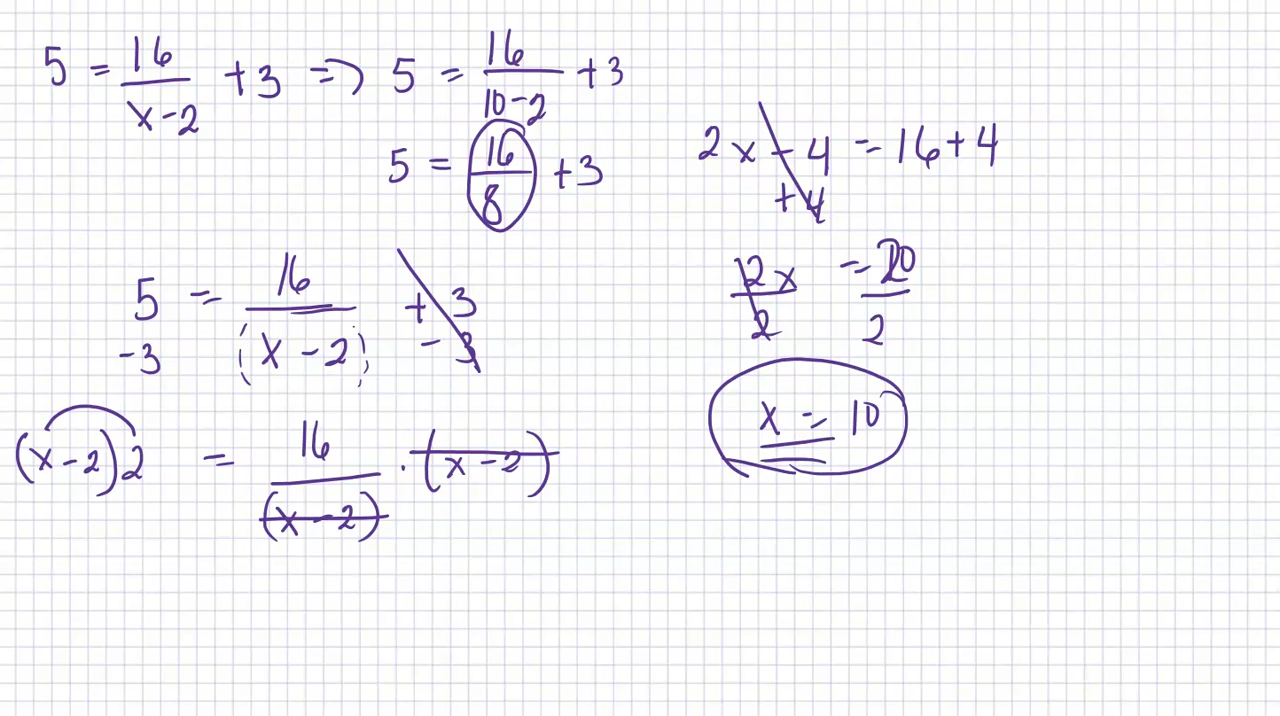 5 = 16/(x-2) + 3 => 5 = 16/(10-2) + 3
5 = 16/8 + 3
5 = 16/(x - 2) + 3
-3 - 3
(x-2)2 = 16/(x-2) · (x-2)
2x - 4 = 16+4
+4
2x/2 = 20/2
x = 10